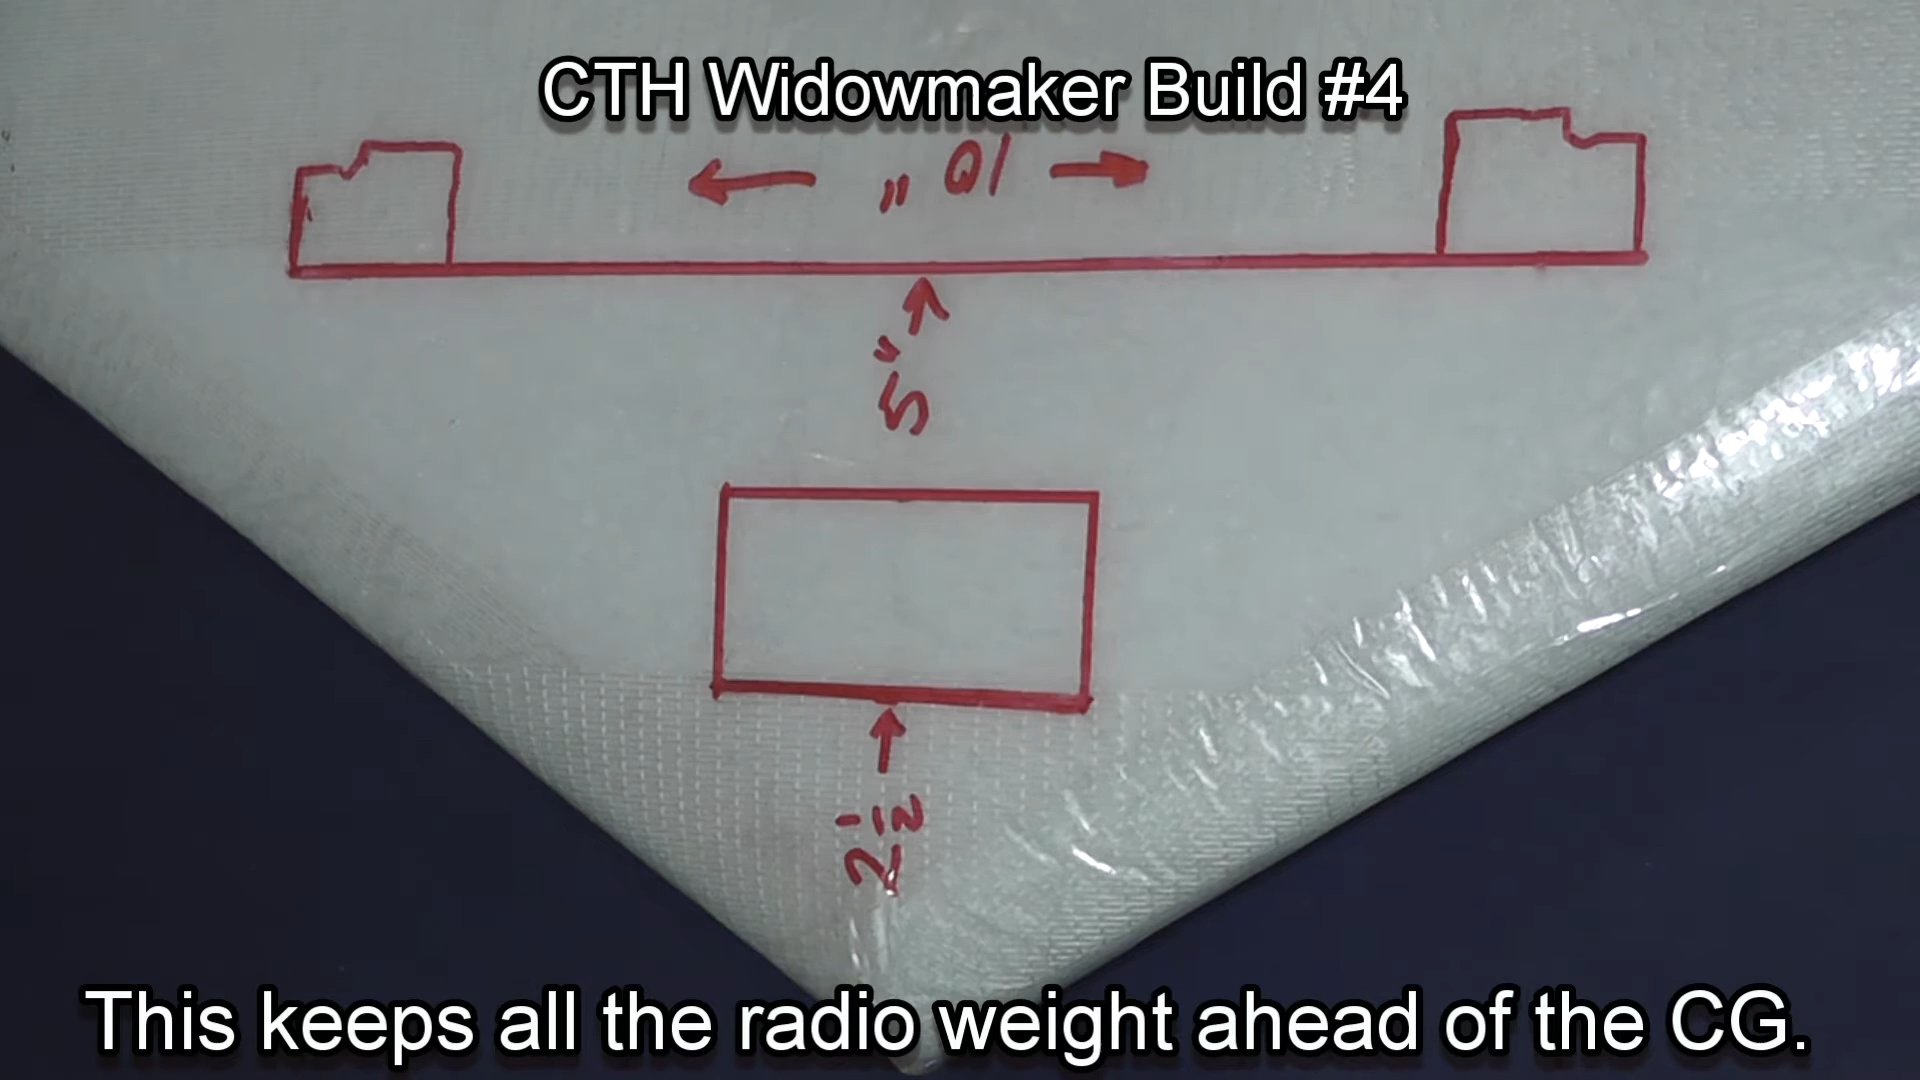 CTH Widowmaker Build #4
10"
5"
2 1/2
This keeps all the radio weight ahead of the CG.